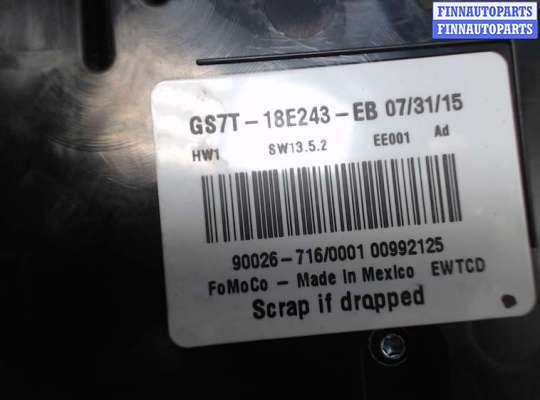 FINNAUTOPARTS
FINNAUTOPARTS
GS7T-18E243-EB 07/31/15
HW1 SW13.5.2 EE001 Ad
90026-716/0001 00992125
FoMoCo - Made in Mexico EWTCD
Scrap if dropped